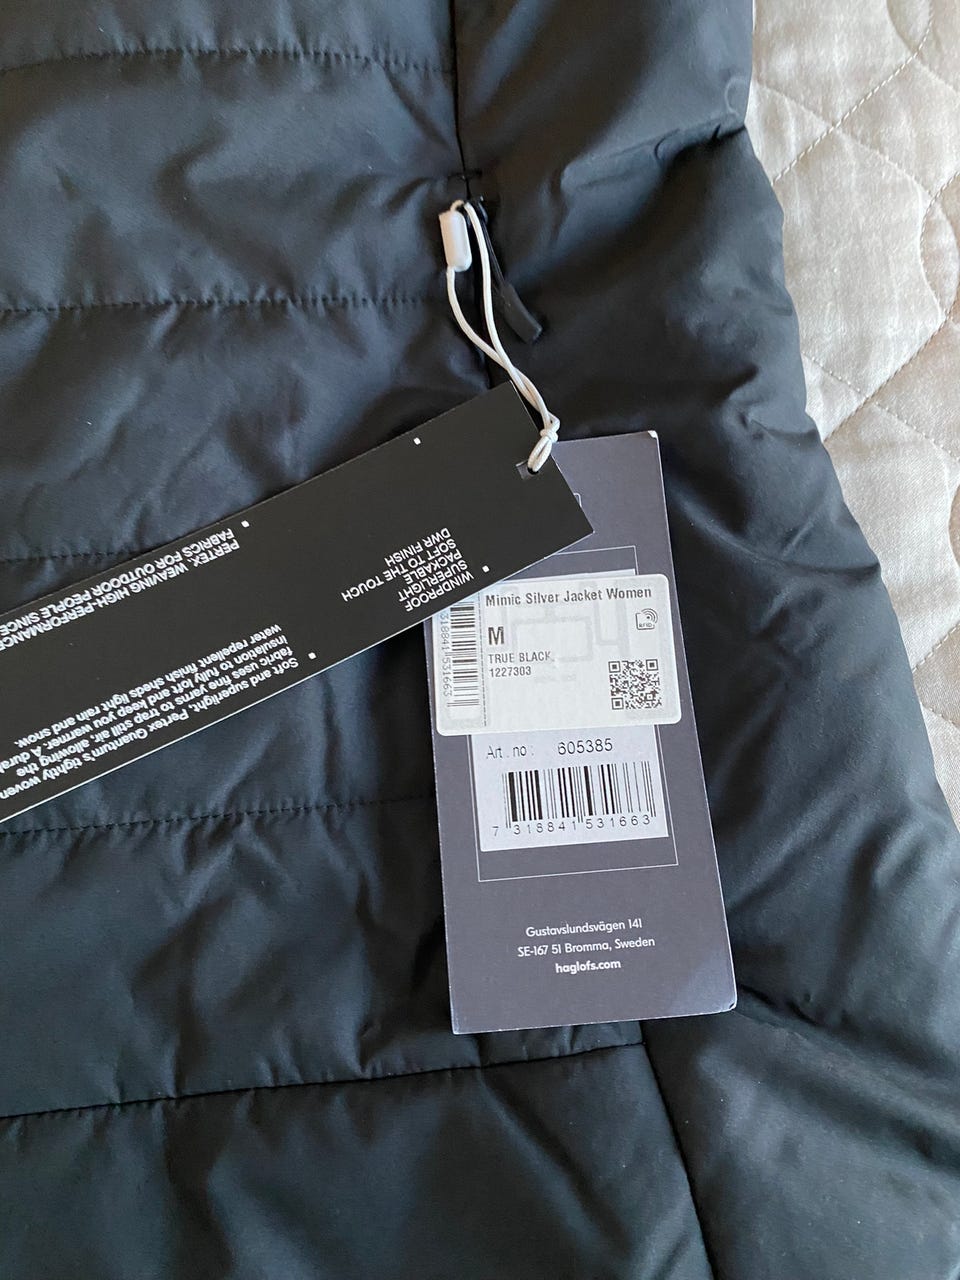 PERTEX. WEAVING HIGH-PERFORMANCE
FABRICS FOR OUTDOOR PEOPLE SINCE
WINDPROOF
SUPERLIGHT
PACKABLE
SOFT TO THE TOUCH
DWR FINISH
Soft and superlight, Pertex Quantum's tightly woven
fabric uses fine yarns to trap still air, allowing the
insulation to fully loft and keep you warmer. A
water repellent finish sheds light rain and snow.
Mimic Silver Jacket Women
M
TRUE BLACK
1227303
RFID
318841 531663
Art. no: 605385
7 318841 531663
Gustavslundsvägen 141
SE-167 51 Bromma, Sweden
haglofs.com